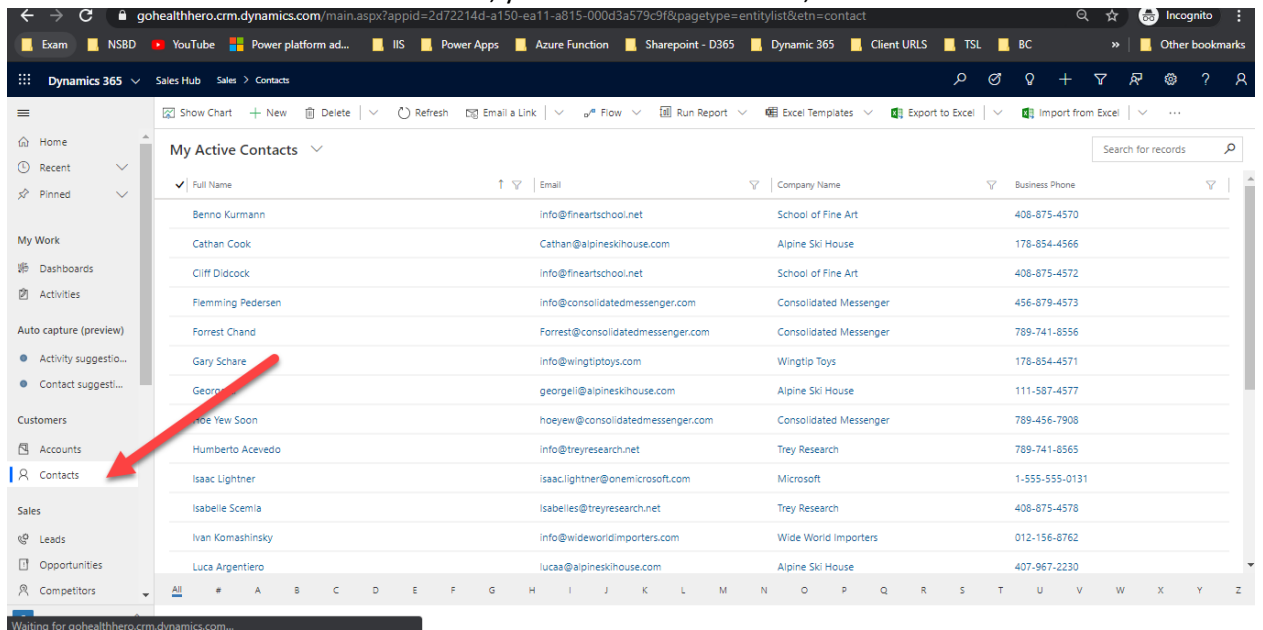 gohealthhero.crm.dynamics.com/main.aspx?appid=2d72214d-a150-ea11-a815-000d3a579c9f&pagetype=entitylist&etn=contact Incognito
Exam NSBD YouTube Power platform ad... IIS Power Apps Azure Function Sharepoint - D365 Dynamic 365 Client URLS TSL BC » Other bookmarks
Dynamics 365 Sales Hub Sales > Contacts
Show Chart New Delete Refresh Email a Link Flow Run Report Excel Templates Export to Excel Import from Excel ...
Home
Recent
Pinned
My Work
Dashboards
Activities
Auto capture (preview)
Activity suggestio...
Contact suggesti...
Customers
Accounts
Contacts
Sales
Leads
Opportunities
Competitors
My Active Contacts Search for records
Full Name Email Company Name Business Phone
Benno Kurmann info@fineartschool.net School of Fine Art 408-875-4570
Cathan Cook Cathan@alpineskihouse.com Alpine Ski House 178-854-4566
Cliff Didcock info@fineartschool.net School of Fine Art 408-875-4572
Flemming Pedersen info@consolidatedmessenger.com Consolidated Messenger 456-879-4573
Forrest Chand Forrest@consolidatedmessenger.com Consolidated Messenger 789-741-8556
Gary Schare info@wingtiptoys.com Wingtip Toys 178-854-4571
georgeli@alpineskihouse.com Alpine Ski House 111-587-4577
Hoe Yew Soon hoeyew@consolidatedmessenger.com Consolidated Messenger 789-456-7908
Humberto Acevedo info@treyresearch.net Trey Research 789-741-8565
Isaac Lightner isaac.lightner@onemicrosoft.com Microsoft 1-555-555-0131
Isabelle Scemla Isabelles@treyresearch.net Trey Research 408-875-4578
Ivan Komashinsky info@wideworldimporters.com Wide World Importers 012-156-8762
Luca Argentiero lucaa@alpineskihouse.com Alpine Ski House 407-967-2230
All # A B C D E F G H I J K L M N O P Q R S T U V W X Y Z
Waiting for gohealthhero.crm.dynamics.com...